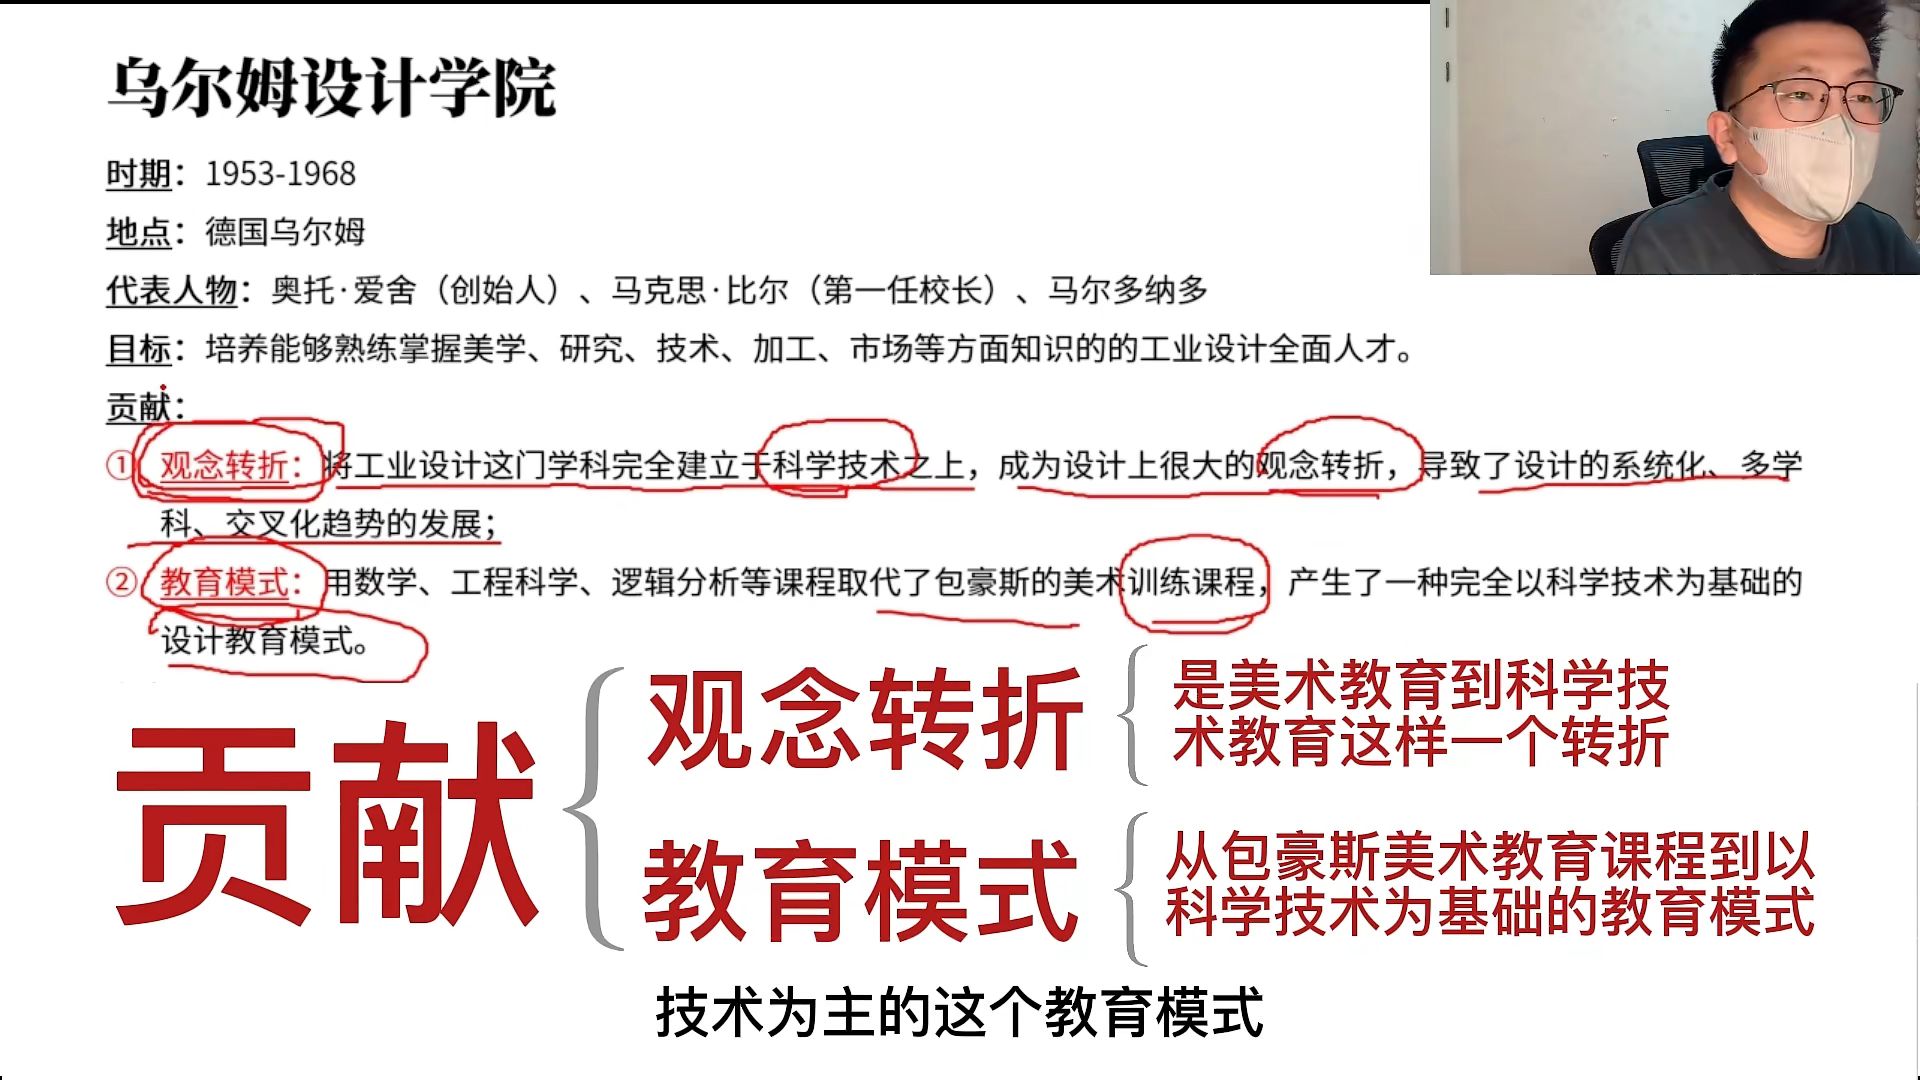 乌尔姆设计学院
时期：1953-1968
地点：德国乌尔姆
代表人物：奥托·爱舍（创始人）、马克思·比尔（第一任校长）、马尔多纳多
目标：培养能够熟练掌握美学、研究、技术、加工、市场等方面知识的的工业设计全面人才。
贡献：
① 观念转折：将工业设计这门学科完全建立于科学技术之上，成为设计上很大的观念转折，导致了设计的系统化、多学
科、交叉化趋势的发展；
② 教育模式：用数学、工程科学、逻辑分析等课程取代了包豪斯的美术训练课程，产生了一种完全以科学技术为基础的
设计教育模式。
贡献
观念转折
是美术教育到科学技
术教育这样一个转折
教育模式
从包豪斯美术教育课程到以
科学技术为基础的教育模式
技术为主的这个教育模式